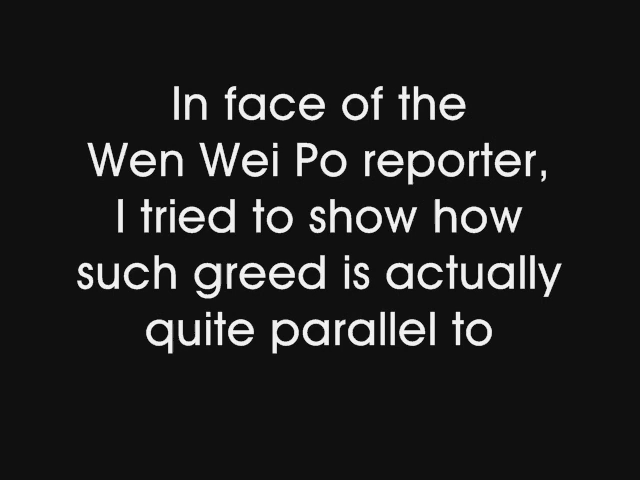 In face of the
Wen Wei Po reporter,
I tried to show how
such greed is actually
quite parallel to